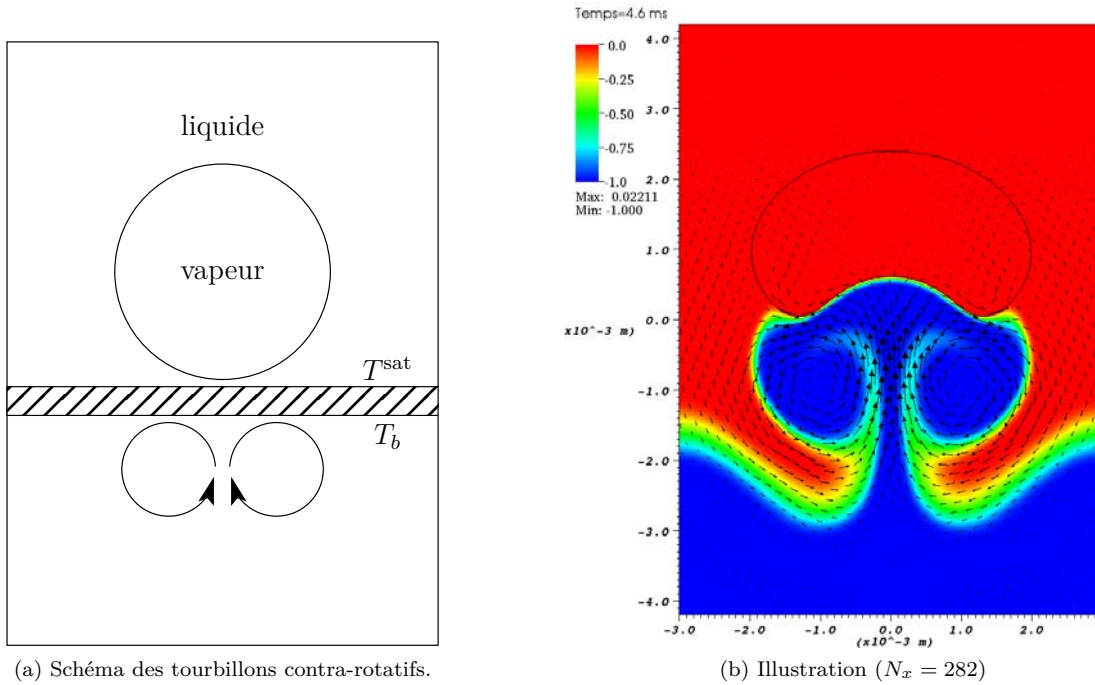 liquide
vapeur
T^sat
T_b
(a) Schéma des tourbillons contra-rotatifs.
Temps=4.6 ms
0.0
-0.25
-0.50
-0.75
-1.0
Max: 0.02211
Min: -1.000
4.0
3.0
2.0
1.0
0.0
x10^-3 m)
-1.0
-2.0
-3.0
-4.0
-3.0 -2.0 -1.0 0.0 1.0 2.0
(x10^-3 m)
(b) Illustration (N_x = 282)